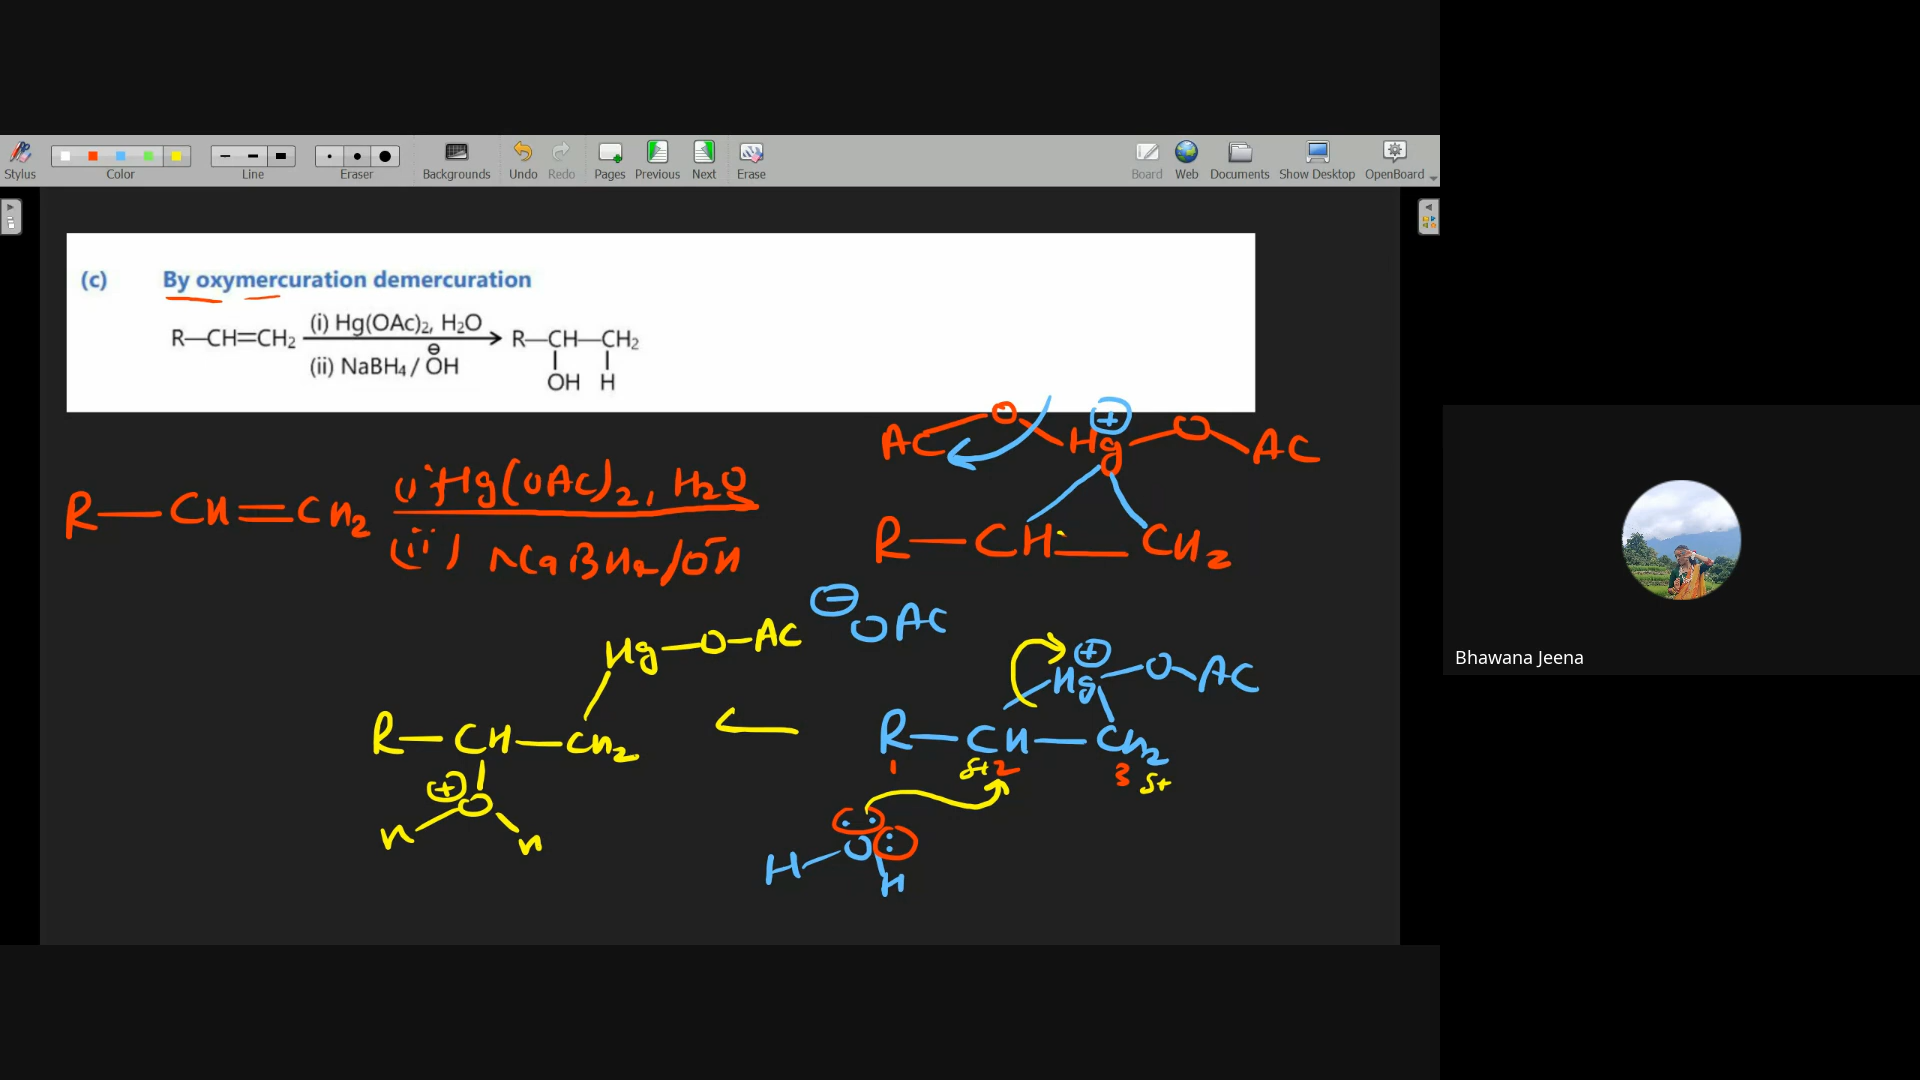 Stylus Color Line Eraser Backgrounds Undo Redo Pages Previous Next Erase Board Web Documents Show Desktop OpenBoard
(c) By oxymercuration demercuration
R—CH=CH2 (i) Hg(OAc)2, H2O R—CH—CH2
(ii) NaBH4 / OH
⊖
OH H
AC O Hg ⊕ O AC
R—CH=CH2 (i) Hg(OAc)2, H2O
(ii) NaBH4/OH
R—CH—CH2
⊖OAC
Hg—O—AC
⊕
Hg—O—AC
R—CH—CH2
R—CH—CH2
1 δ+ 2 3 δ+
⊕
O
H H
H O H
Bhawana Jeena